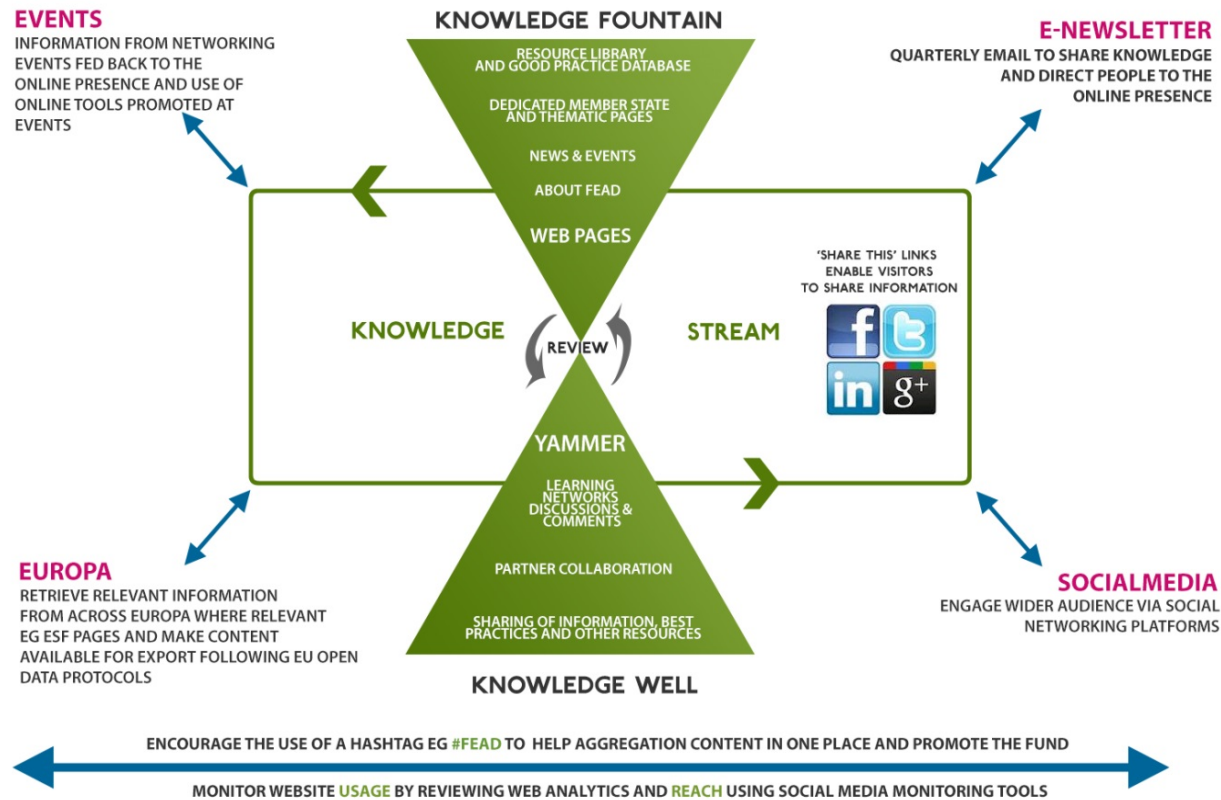 EVENTS
INFORMATION FROM NETWORKING
EVENTS FED BACK TO THE
ONLINE PRESENCE AND USE OF
ONLINE TOOLS PROMOTED AT
EVENTS
KNOWLEDGE FOUNTAIN
RESOURCE LIBRARY
AND GOOD PRACTICE DATABASE
DEDICATED MEMBER STATE
AND THEMATIC PAGES
NEWS & EVENTS
ABOUT FEAD
WEB PAGES
E-NEWSLETTER
QUARTERLY EMAIL TO SHARE KNOWLEDGE
AND DIRECT PEOPLE TO THE
ONLINE PRESENCE
'SHARE THIS' LINKS
ENABLE VISITORS
TO SHARE INFORMATION
f
t
in
g+
KNOWLEDGE
REVIEW
STREAM
YAMMER
LEARNING
NETWORKS
DISCUSSIONS &
COMMENTS
PARTNER COLLABORATION
SHARING OF INFORMATION, BEST
PRACTICES AND OTHER RESOURCES
KNOWLEDGE WELL
EUROPA
RETRIEVE RELEVANT INFORMATION
FROM ACROSS EUROPA WHERE RELEVANT
EG ESF PAGES AND MAKE CONTENT
AVAILABLE FOR EXPORT FOLLOWING EU OPEN
DATA PROTOCOLS
SOCIALMEDIA
ENGAGE WIDER AUDIENCE VIA SOCIAL
NETWORKING PLATFORMS
ENCOURAGE THE USE OF A HASHTAG EG #FEAD TO HELP AGGREGATION CONTENT IN ONE PLACE AND PROMOTE THE FUND
MONITOR WEBSITE USAGE BY REVIEWING WEB ANALYTICS AND REACH USING SOCIAL MEDIA MONITORING TOOLS